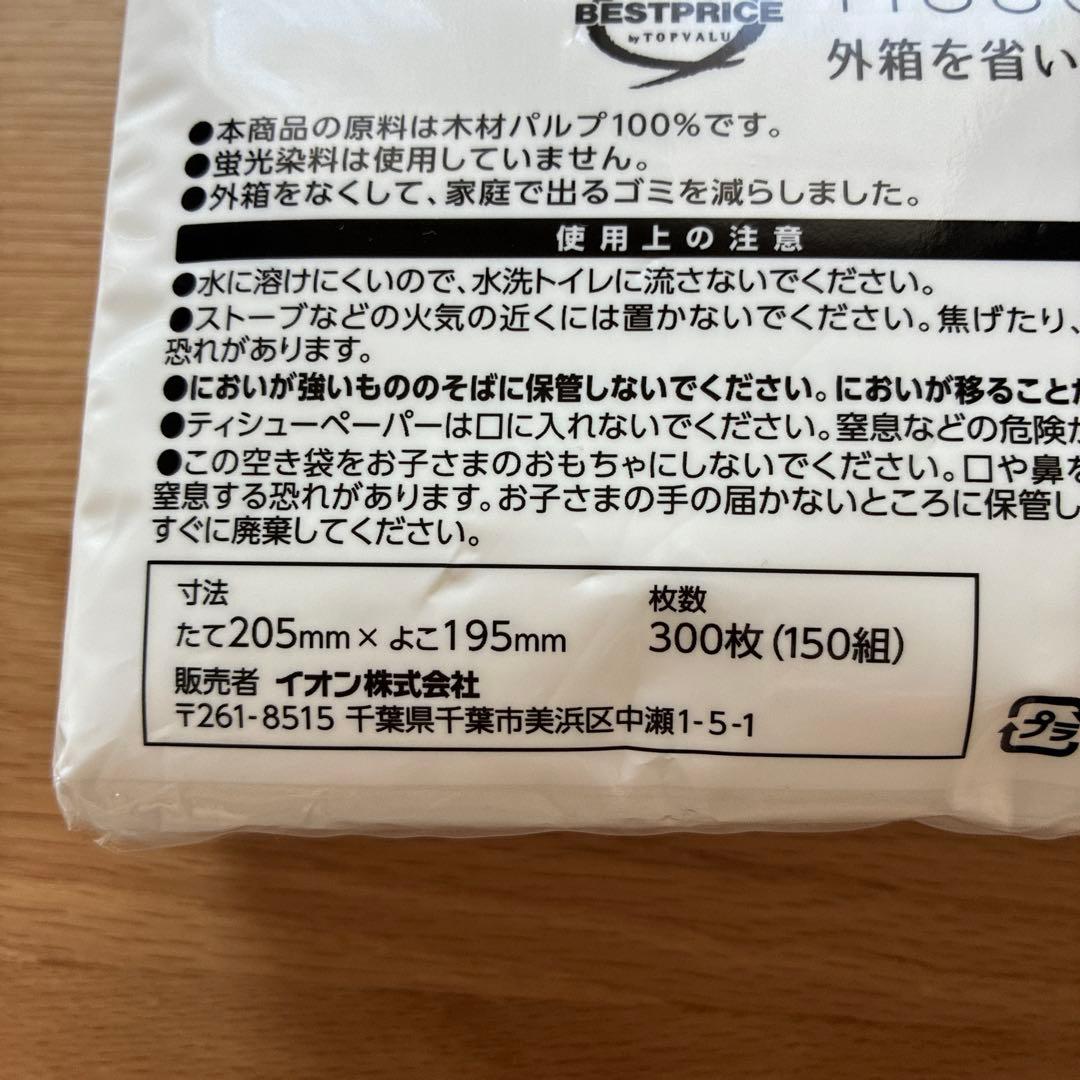 BESTPRICE
by TOPVALU
外箱を省い
●本商品の原料は木材パルプ100%です。
●蛍光染料は使用していません。
●外箱をなくして、家庭で出るゴミを減らしました。
使用上の注意
●水に溶けにくいので、水洗トイレに流さないでください。
●ストーブなどの火気の近くには置かないでください。焦げたり、
恐れがあります。
●においが強いもののそばに保管しないでください。においが移ること
●ティシューペーパーは口に入れないでください。窒息などの危険
●この空き袋をお子さまのおもちゃにしないでください。口や鼻を
窒息する恐れがあります。お子さまの手の届かないところに保管し
すぐに廃棄してください。
寸法
たて205mm×よこ195mm
枚数
300枚(150組)
販売者 イオン株式会社
〒261-8515 千葉県千葉市美浜区中瀬1-5-1
プラ